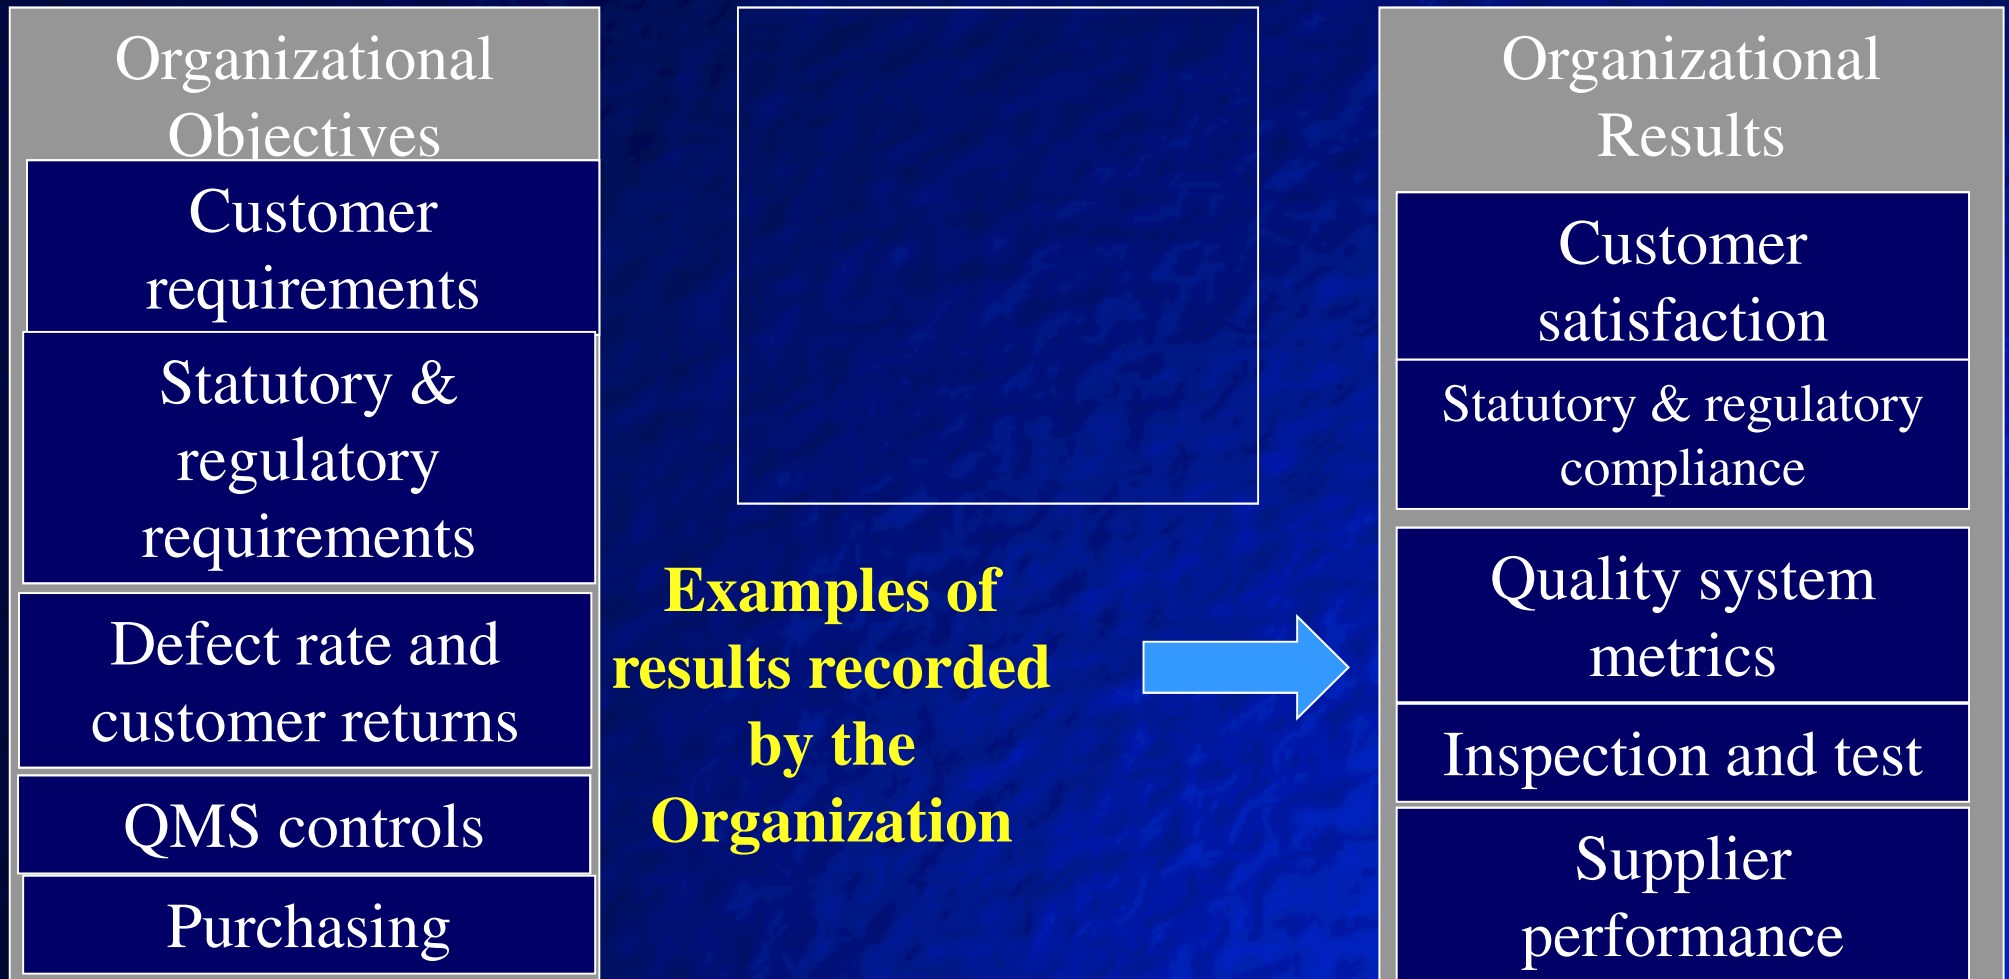 Organizational
Objectives
Customer
requirements
Statutory &
regulatory
requirements
Defect rate and
customer returns
QMS controls
Purchasing
Examples of
results recorded
by the
Organization
Organizational
Results
Customer
satisfaction
Statutory & regulatory
compliance
Quality system
metrics
Inspection and test
Supplier
performance